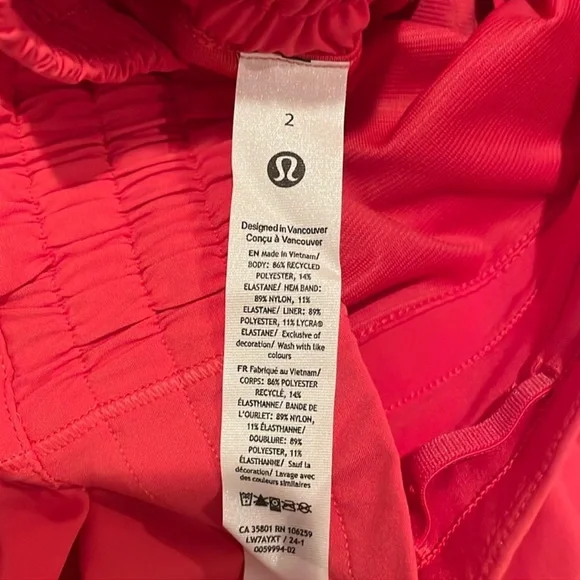 2
Designed in Vancouver
Conçu à Vancouver
EN Made in Vietnam/
BODY: 86% RECYCLED
POLYESTER, 14%
ELASTANE/ HEM BAND:
89% NYLON, 11%
ELASTANE/ LINER: 89%
POLYESTER, 11% LYCRA®
ELASTANE/ Exclusive of
decoration/ Wash with like
colours
FR Fabriqué au Vietnam/
CORPS: 86% POLYESTER
RECYCLÉ, 14%
ÉLASTHANNE/ BANDE DE
L'OURLET: 89% NYLON,
11% ÉLASTHANNE/
DOUBLURE: 89%
POLYESTER, 11%
ÉLASTHANNE/ Sauf la
décoration/ Lavage avec
des couleurs similaires
CA 35801 RN 106259
LW7AYXT / 24-1
0059994-02